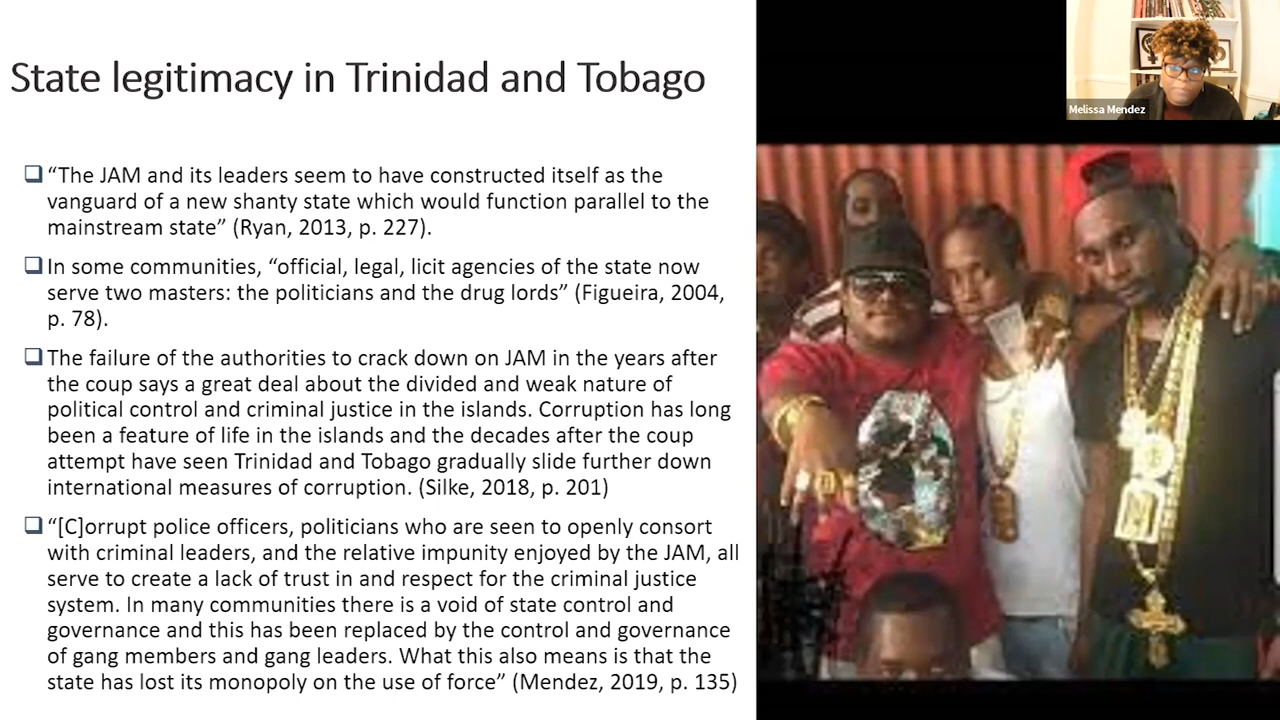 State legitimacy in Trinidad and Tobago
Melissa Mendez
“The JAM and its leaders seem to have constructed itself as the
vanguard of a new shanty state which would function parallel to the
mainstream state” (Ryan, 2013, p. 227).
In some communities, “official, legal, licit agencies of the state now
serve two masters: the politicians and the drug lords” (Figueira, 2004,
p. 78).
The failure of the authorities to crack down on JAM in the years after
the coup says a great deal about the divided and weak nature of
political control and criminal justice in the islands. Corruption has long
been a feature of life in the islands and the decades after the coup
attempt have seen Trinidad and Tobago gradually slide further down
international measures of corruption. (Silke, 2018, p. 201)
“[C]orrupt police officers, politicians who are seen to openly consort
with criminal leaders, and the relative impunity enjoyed by the JAM, all
serve to create a lack of trust in and respect for the criminal justice
system. In many communities there is a void of state control and
governance and this has been replaced by the control and governance
of gang members and gang leaders. What this also means is that the
state has lost its monopoly on the use of force” (Mendez, 2019, p. 135)